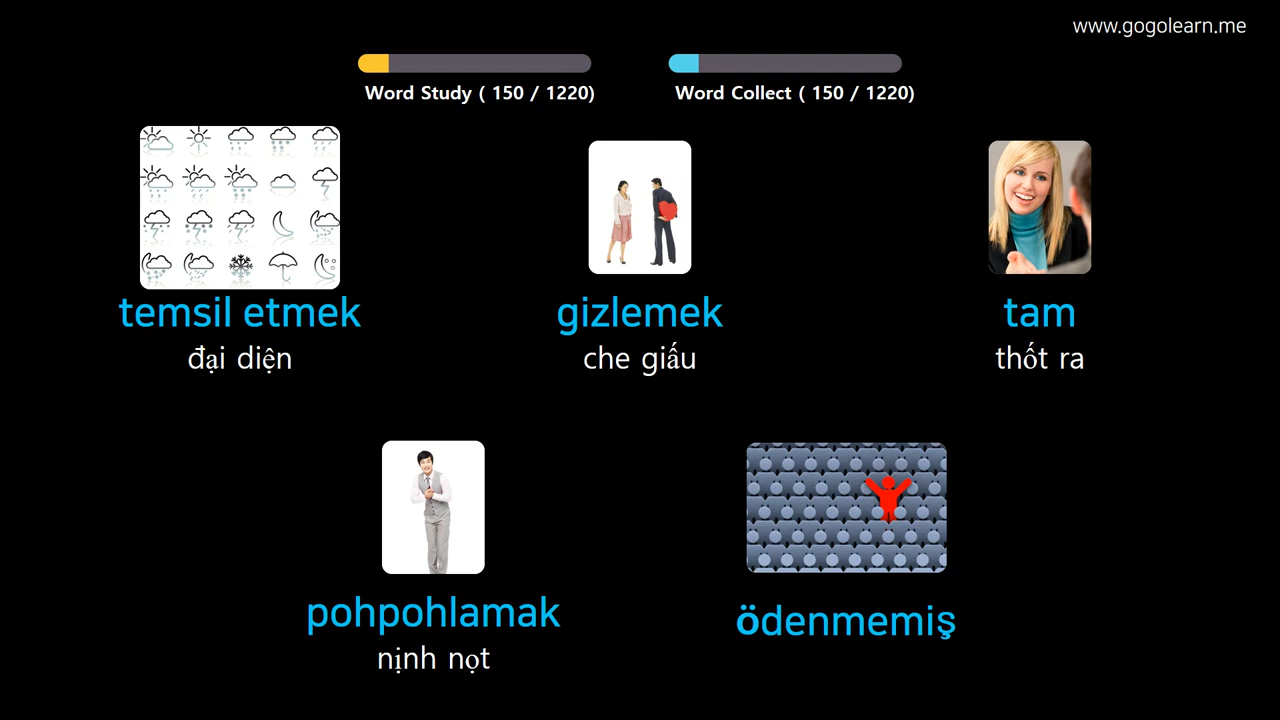 www.gogolearn.me
Word Study ( 150 / 1220)
Word Collect ( 150 / 1220)
temsil etmek
đại diện
gizlemek
che giấu
tam
thốt ra
pohpohlamak
nịnh nọt
ödenmemiş